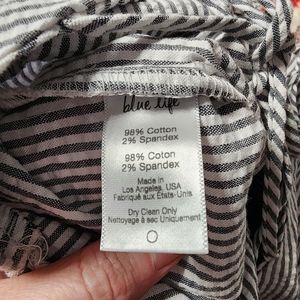 blue life
98% Cotton
2% Spandex
98% Coton
2% Spandex
Made in
Los Angeles, USA
Fabriqué aux États-Unis
Dry Clean Only
Nettoyage à sec Uniquement